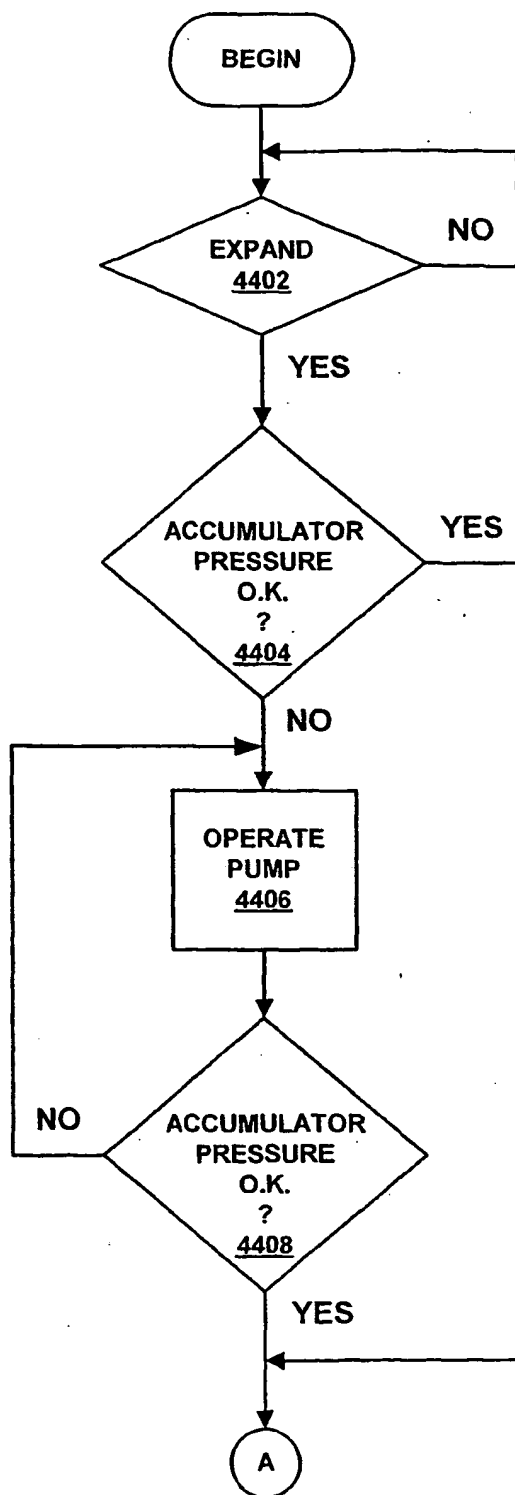 BEGIN
EXPAND
4402
NO
YES
ACCUMULATOR
PRESSURE
O.K.
?
4404
YES
NO
OPERATE
PUMP
4406
ACCUMULATOR
PRESSURE
O.K.
?
4408
NO
YES
A